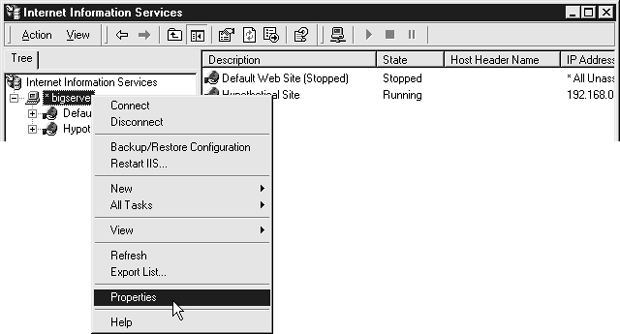 Internet Information Services
Action View
Tree
Description State Host Header Name IP Addres
Internet Information Services
Default Web Site (Stopped) Stopped * All Unass
* bigserve
Hypothetical Site Running 192.168.0
Defau
Hypot
Connect
Disconnect
Backup/Restore Configuration
Restart IIS...
New
All Tasks
View
Refresh
Export List...
Properties
Help